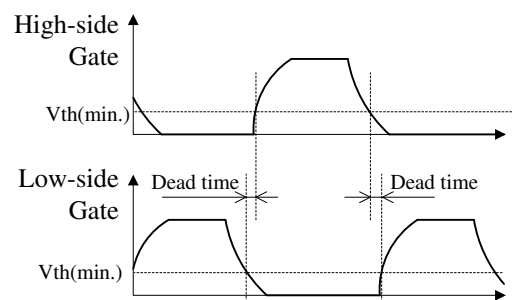 High-side
Gate
Vth(min.)
Low-side
Gate
Dead time
Dead time
Vth(min.)